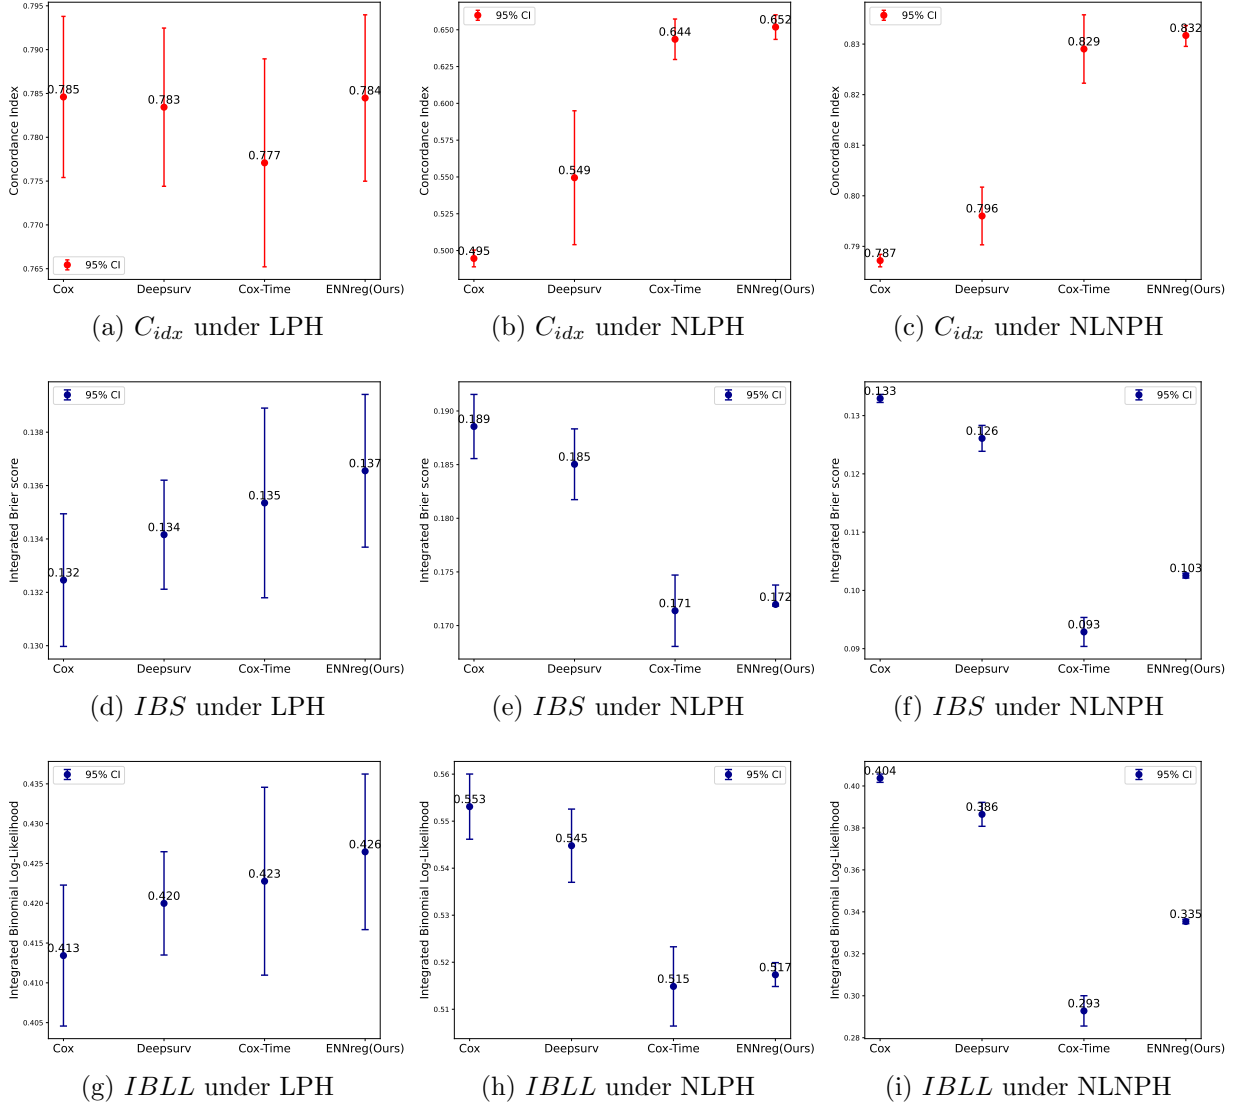 0.795
0.790
0.785
0.780
0.775
0.770
0.765
Concordance Index
0.785
0.783
0.777
0.784
95% CI
Cox Deepsurv Cox-Time ENNreg(Ours)
(a) C_idx under LPH
0.650
0.625
0.600
0.575
0.550
0.525
0.500
Concordance Index
95% CI
0.495
0.549
0.644
0.652
Cox Deepsurv Cox-Time ENNreg(Ours)
(b) C_idx under NLPH
0.83
0.82
0.81
0.80
0.79
Concordance Index
95% CI
0.787
0.796
0.829
0.832
Cox Deepsurv Cox-Time ENNreg(Ours)
(c) C_idx under NLNPH
0.138
0.136
0.134
0.132
0.130
Integrated Brier score
95% CI
0.132
0.134
0.135
0.137
Cox Deepsurv Cox-Time ENNreg(Ours)
(d) IBS under LPH
0.190
0.185
0.180
0.175
0.170
Integrated Brier score
95% CI
0.189
0.185
0.171
0.172
Cox Deepsurv Cox-Time ENNreg(Ours)
(e) IBS under NLPH
0.13
0.12
0.11
0.10
0.09
Integrated Brier score
95% CI
0.133
0.126
0.093
0.103
Cox Deepsurv Cox-Time ENNreg(Ours)
(f) IBS under NLNPH
0.435
0.430
0.425
0.420
0.415
0.410
0.405
Integrated Binomial Log-Likelihood
95% CI
0.413
0.420
0.423
0.426
Cox Deepsurv Cox-Time ENNreg(Ours)
(g) IBLL under LPH
0.56
0.55
0.54
0.53
0.52
0.51
Integrated Binomial Log-Likelihood
95% CI
0.553
0.545
0.515
0.517
Cox Deepsurv Cox-Time ENNreg(Ours)
(h) IBLL under NLPH
0.40
0.38
0.36
0.34
0.32
0.30
0.28
Integrated Binomial Log-Likelihood
95% CI
0.404
0.386
0.293
0.335
Cox Deepsurv Cox-Time ENNreg(Ours)
(i) IBLL under NLNPH